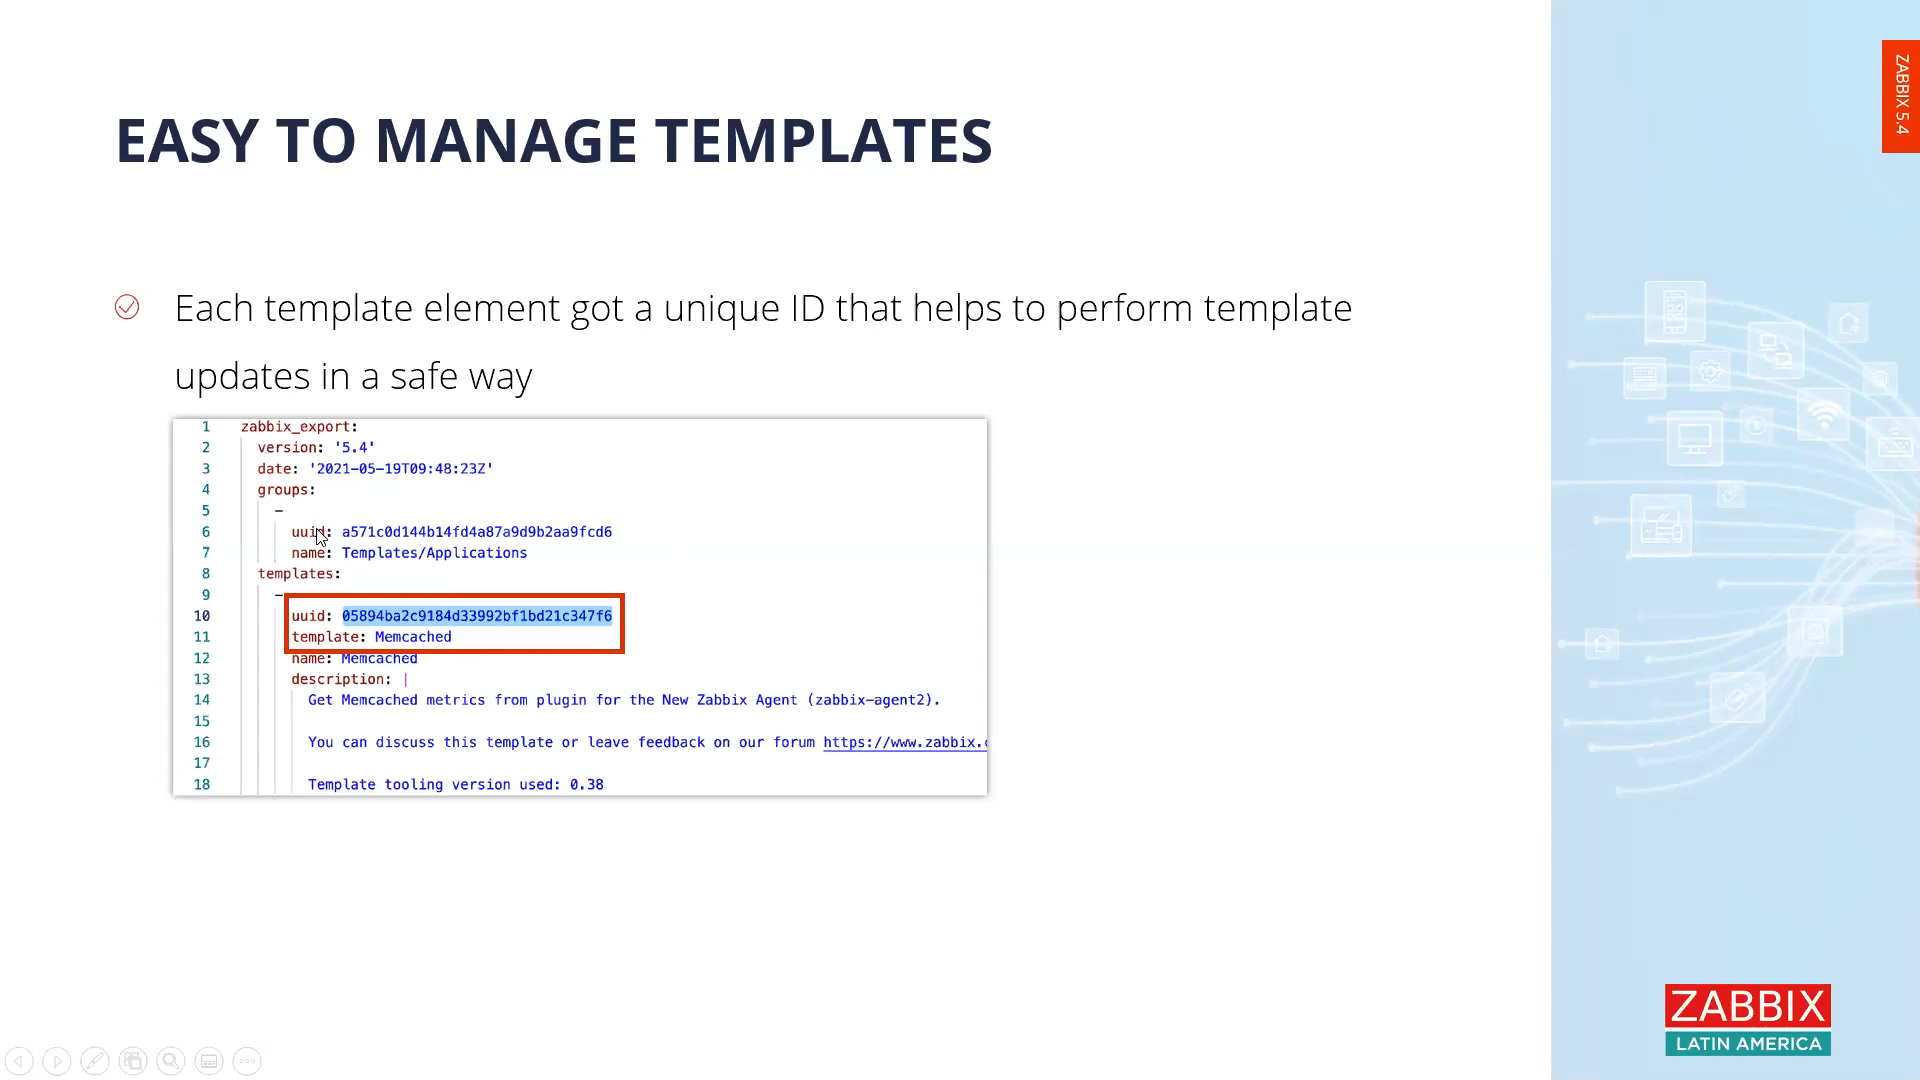 ZABBIX 5.4
EASY TO MANAGE TEMPLATES
Each template element got a unique ID that helps to perform template
updates in a safe way
1 zabbix_export:
2 version: '5.4'
3 date: '2021-05-19T09:48:23Z'
4 groups:
5 -
6 uuid: a571c0d144b14fd4a87a9d9b2aa9fcd6
7 name: Templates/Applications
8 templates:
9 -
10 uuid: 05894ba2c9184d33992bf1bd21c347f6
11 template: Memcached
12 name: Memcached
13 description: |
14 Get Memcached metrics from plugin for the New Zabbix Agent (zabbix-agent2).
15
16 You can discuss this template or leave feedback on our forum https://www.zabbix.c
17
18 Template tooling version used: 0.38
ZABBIX
LATIN AMERICA